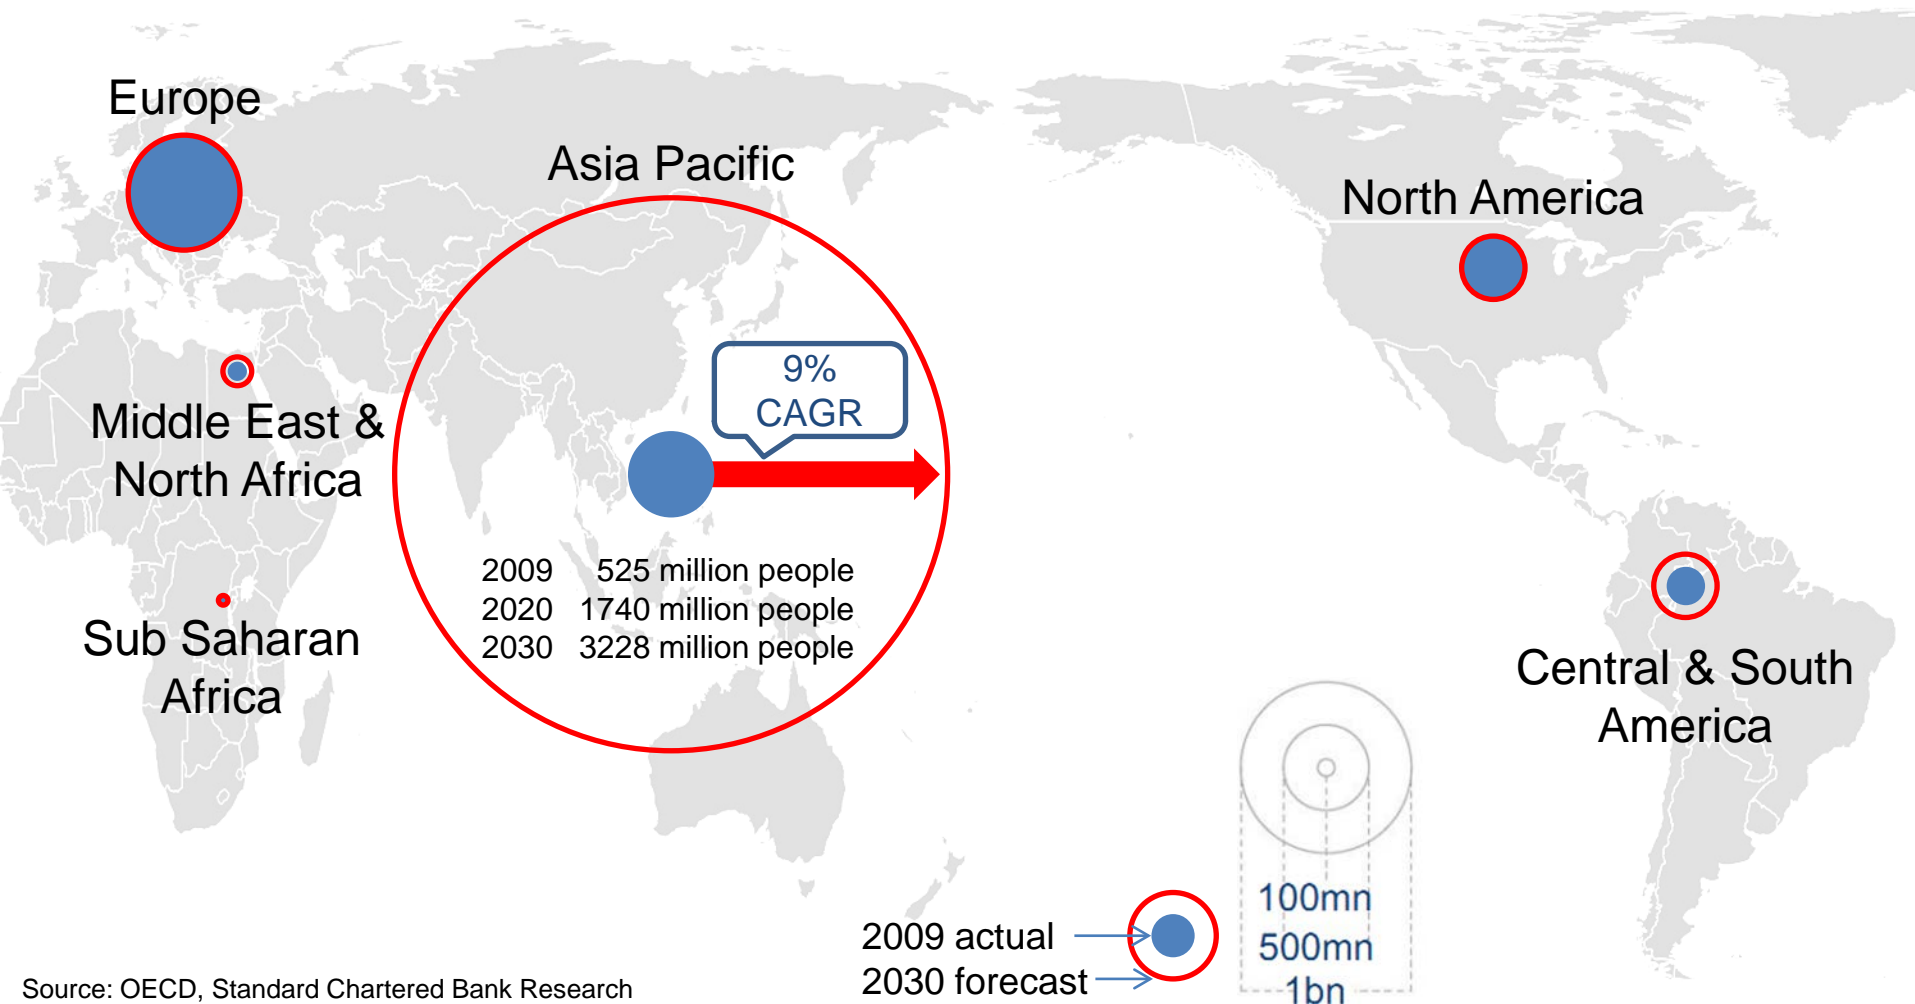 Europe
Asia Pacific
North America
9%
CAGR
Middle East &
North Africa
2009 525 million people
2020 1740 million people
2030 3228 million people
Sub Saharan
Africa
Central & South
America
100mn
500mn
1bn
2009 actual
2030 forecast
Source: OECD, Standard Chartered Bank Research